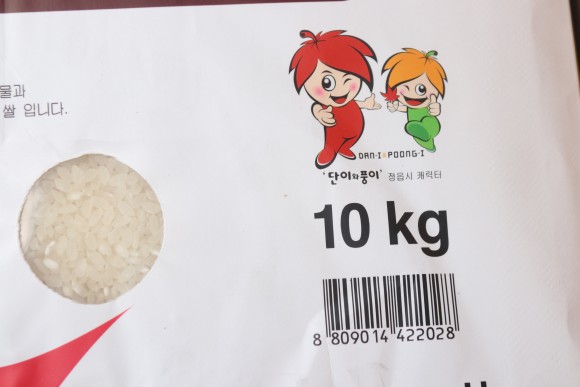 물과
쌀 입니다.
DAN·I POONG·I
'단이와풍이' 정읍시 캐릭터
10 kg
8 809014 422028